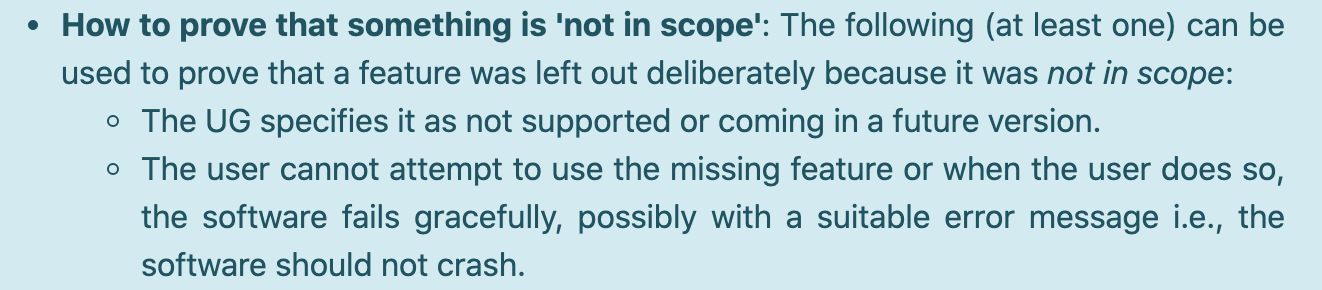 • How to prove that something is 'not in scope': The following (at least one) can be
used to prove that a feature was left out deliberately because it was not in scope:
◦ The UG specifies it as not supported or coming in a future version.
◦ The user cannot attempt to use the missing feature or when the user does so,
the software fails gracefully, possibly with a suitable error message i.e., the
software should not crash.